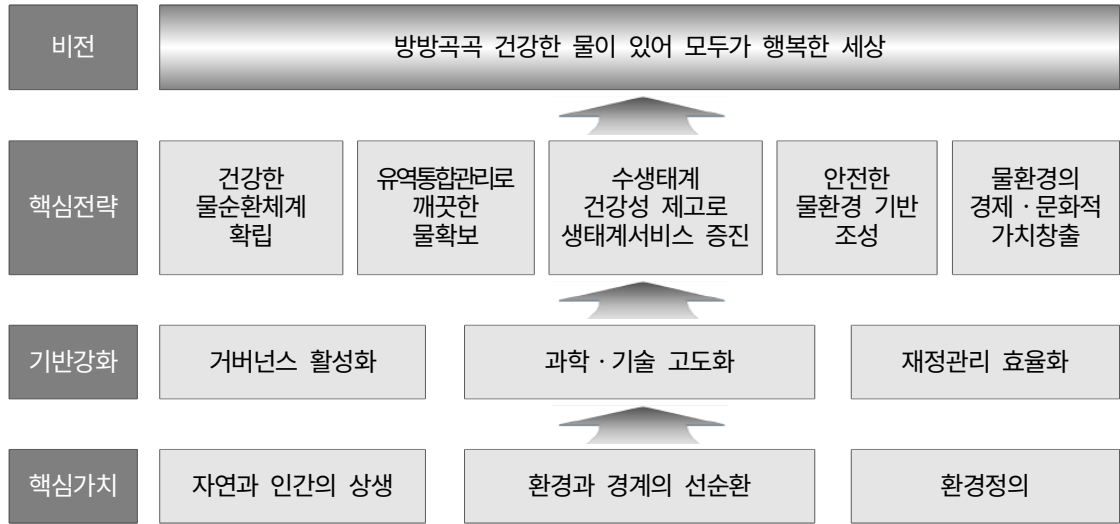 비전
방방곡곡 건강한 물이 있어 모두가 행복한 세상
핵심전략
건강한
물순환체계
확립
유역통합관리로
깨끗한
물확보
수생태계
건강성 제고로
생태계서비스 증진
안전한
물환경 기반
조성
물환경의
경제·문화적
가치창출
기반강화
거버넌스 활성화
과학·기술 고도화
재정관리 효율화
핵심가치
자연과 인간의 상생
환경과 경계의 선순환
환경정의